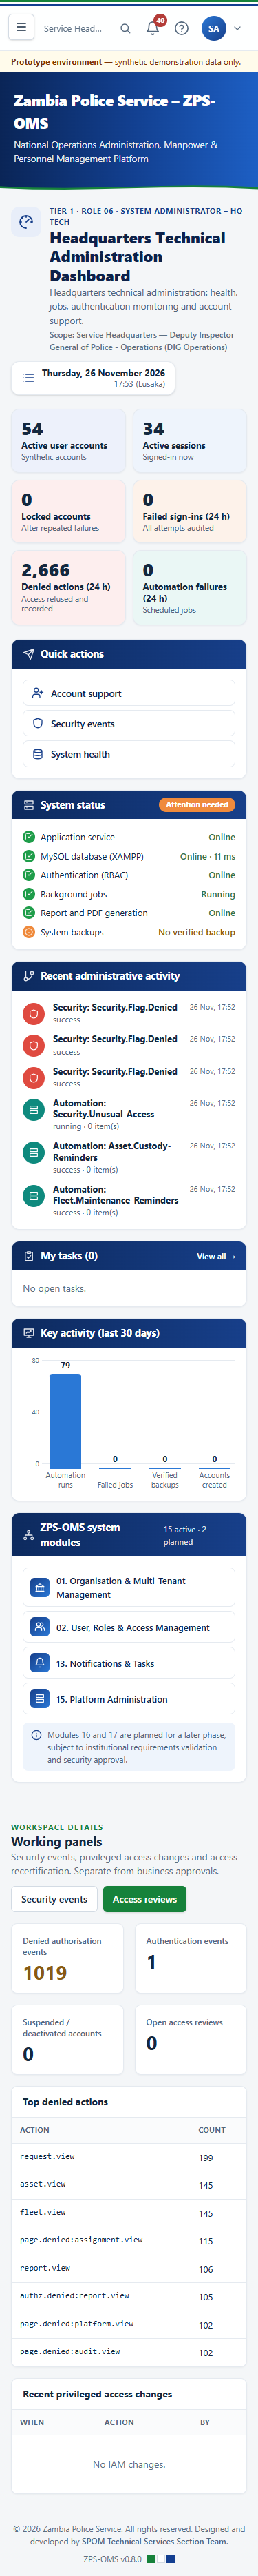 Service Head...
40
SA
Prototype environment — synthetic demonstration data only.
Zambia Police Service – ZPS-
OMS
National Operations Administration, Manpower &
Personnel Management Platform
TIER 1 · ROLE 06 · SYSTEM ADMINISTRATOR – HQ
TECH
Headquarters Technical
Administration
Dashboard
Headquarters technical administration: health,
jobs, authentication monitoring and account
support.
Scope: Service Headquarters — Deputy Inspector
General of Police - Operations (DIG Operations)
Thursday, 26 November 2026
17:53 (Lusaka)
54
Active user accounts
Synthetic accounts
34
Active sessions
Signed-in now
0
Locked accounts
After repeated failures
0
Failed sign-ins (24 h)
All attempts audited
2,666
Denied actions (24 h)
Access refused and
recorded
0
Automation failures
(24 h)
Scheduled jobs
Quick actions
Account support
Security events
System health
System status
Attention needed
Application service Online
MySQL database (XAMPP) Online · 11 ms
Authentication (RBAC) Online
Background jobs Running
Report and PDF generation Online
System backups No verified backup
Recent administrative activity
Security: Security.Flag.Denied 26 Nov, 17:52
success
Security: Security.Flag.Denied 26 Nov, 17:52
success
Security: Security.Flag.Denied 26 Nov, 17:52
success
Automation: 26 Nov, 17:52
Security.Unusual-Access
running · 0 item(s)
Automation: Asset.Custody- 26 Nov, 17:52
Reminders
success · 0 item(s)
Automation: 26 Nov, 17:52
Fleet.Maintenance-Reminders
success · 0 item(s)
My tasks (0) View all →
No open tasks.
Key activity (last 30 days)
80
40
0
79
0
0
0
Automation
runs
Failed jobs
Verified
backups
Accounts
created
ZPS-OMS system
modules
15 active · 2
planned
01. Organisation & Multi-Tenant
Management
02. User, Roles & Access Management
13. Notifications & Tasks
15. Platform Administration
Modules 16 and 17 are planned for a later phase,
subject to institutional requirements validation
and security approval.
WORKSPACE DETAILS
Working panels
Security events, privileged access changes and access
recertification. Separate from business approvals.
Security events
Access reviews
Denied authorisation
events
1019
Authentication events
1
Suspended /
deactivated accounts
0
Open access reviews
0
Top denied actions
ACTION COUNT
request.view 199
asset.view 145
fleet.view 145
page.denied:assignment.view 115
report.view 106
authz.denied:report.view 105
page.denied:platform.view 102
page.denied:audit.view 102
Recent privileged access changes
WHEN ACTION BY
No IAM changes.
© 2026 Zambia Police Service. All rights reserved. Designed and
developed by SPOM Technical Services Section Team.
ZPS-OMS v0.8.0